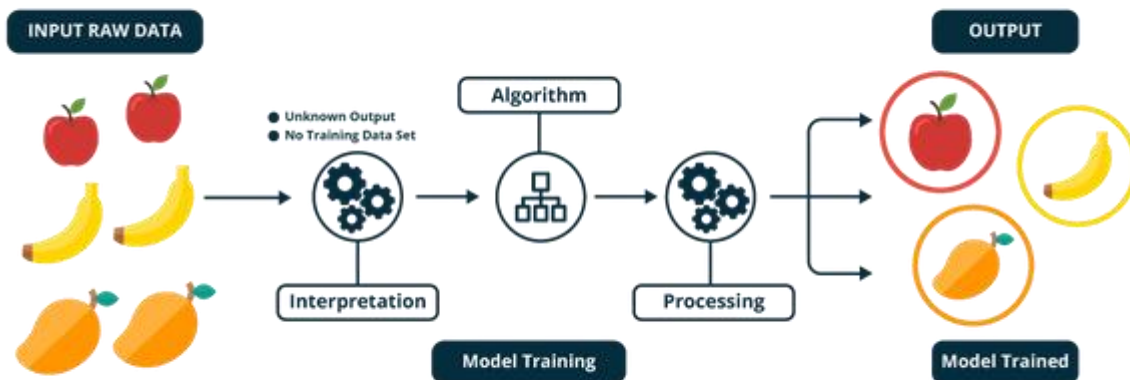 INPUT RAW DATA
OUTPUT
Algorithm
Unknown Output
No Training Data Set
Interpretation
Processing
Model Training
Model Trained